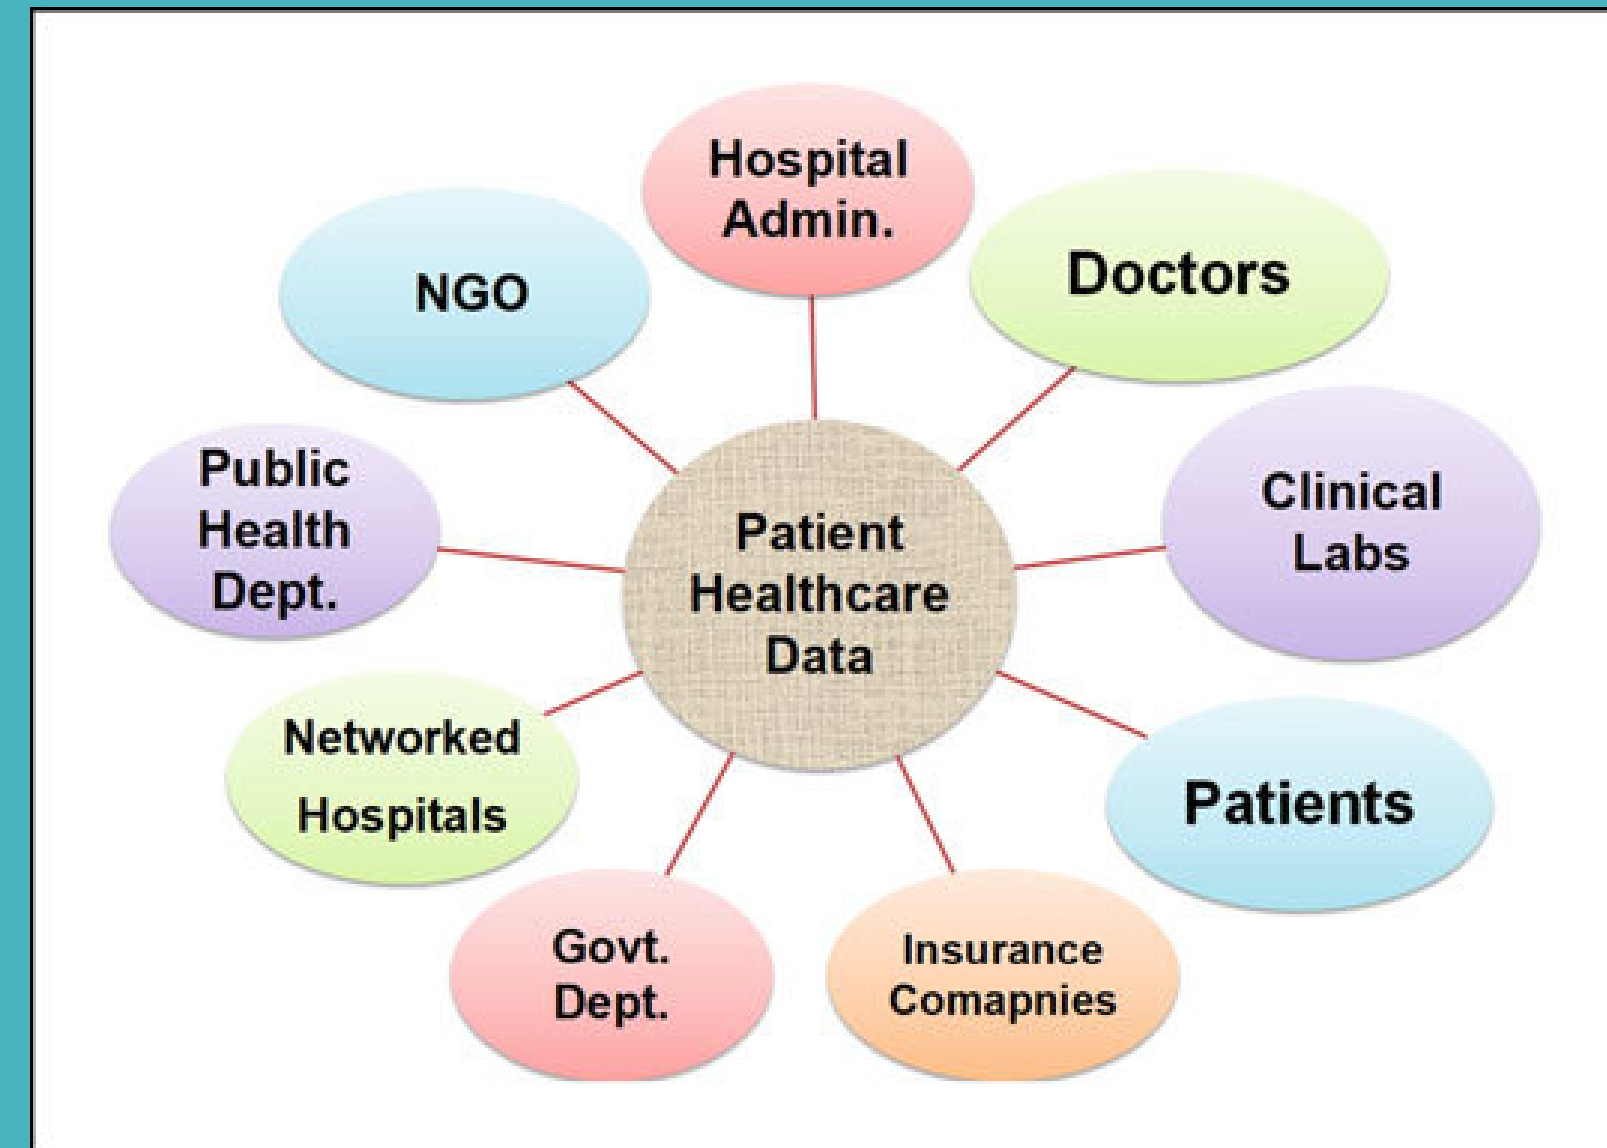 Hospital
Admin.
NGO
Doctors
Public
Health
Dept.
Clinical
Labs
Patient
Healthcare
Data
Networked
Hospitals
Patients
Govt.
Dept.
Insurance
Comapnies